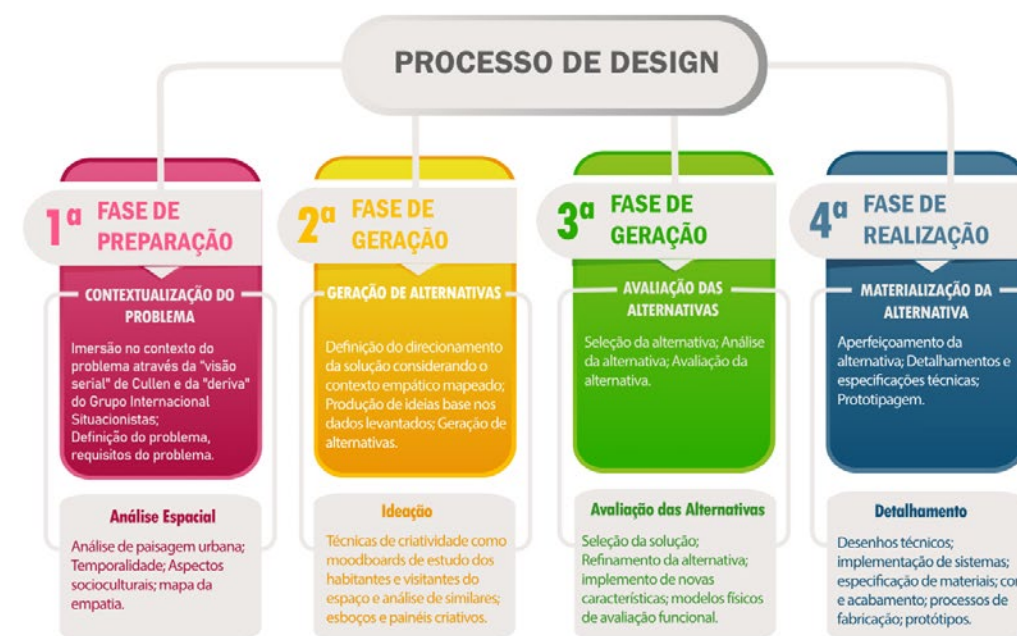 PROCESSO DE DESIGN
1ª FASE DE
PREPARAÇÃO
CONTEXTUALIZAÇÃO DO
PROBLEMA
Imersão no contexto do
problema através da "visão
serial" de Cullen e da "deriva"
do Grupo Internacional
Situacionistas;
Definição do problema,
requisitos do problema.
Análise Espacial
Análise de paisagem urbana;
Temporalidade; Aspectos
socioculturais; mapa da
empatia.
2ª FASE DE
GERAÇÃO
GERAÇÃO DE ALTERNATIVAS
Definição do direcionamento
da solução considerando o
contexto empático mapeado;
Produção de ideias base nos
dados levantados; Geração de
alternativas.
Ideação
Técnicas de criatividade como
moodboards de estudo dos
habitantes e visitantes do
espaço e análise de similares;
esboços e painéis criativos.
3ª FASE DE
GERAÇÃO
AVALIAÇÃO DAS
ALTERNATIVAS
Seleção da alternativa; Análise
da alternativa; Avaliação da
alternativa.
Avaliação das Alternativas
Seleção da solução;
Refinamento da alternativa;
implemento de novas
características; modelos físicos
de avaliação funcional.
4ª FASE DE
REALIZAÇÃO
MATERIALIZAÇÃO DA
ALTERNATIVA
Aperfeiçoamento da
alternativa; Detalhamentos e
especificações técnicas;
Prototipagem.
Detalhamento
Desenhos técnicos;
implementação de sistemas;
especificação de materiais;
e acabamento; processos de
fabricação; protótipos.